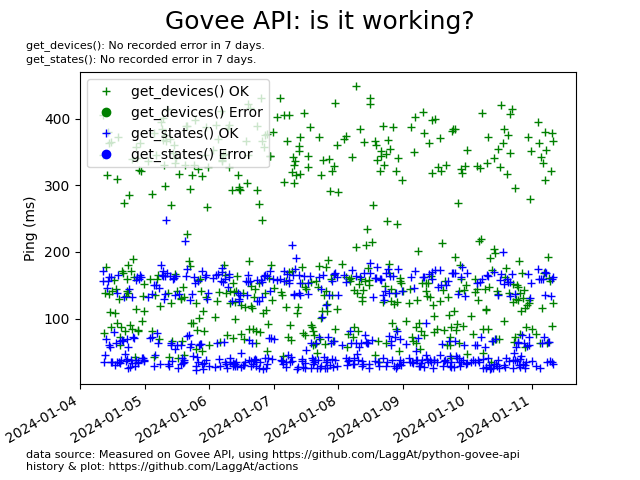 Govee API: is it working?
get_devices(): No recorded error in 7 days.
get_states(): No recorded error in 7 days.
get_devices() OK
get_devices() Error
get_states() OK
get_states() Error
Ping (ms)
400
300
200
100
2024-01-04
2024-01-05
2024-01-06
2024-01-07
2024-01-08
2024-01-09
2024-01-10
2024-01-11
data source: Measured on Govee API, using https://github.com/LaggAt/python-govee-api
history & plot: https://github.com/LaggAt/actions